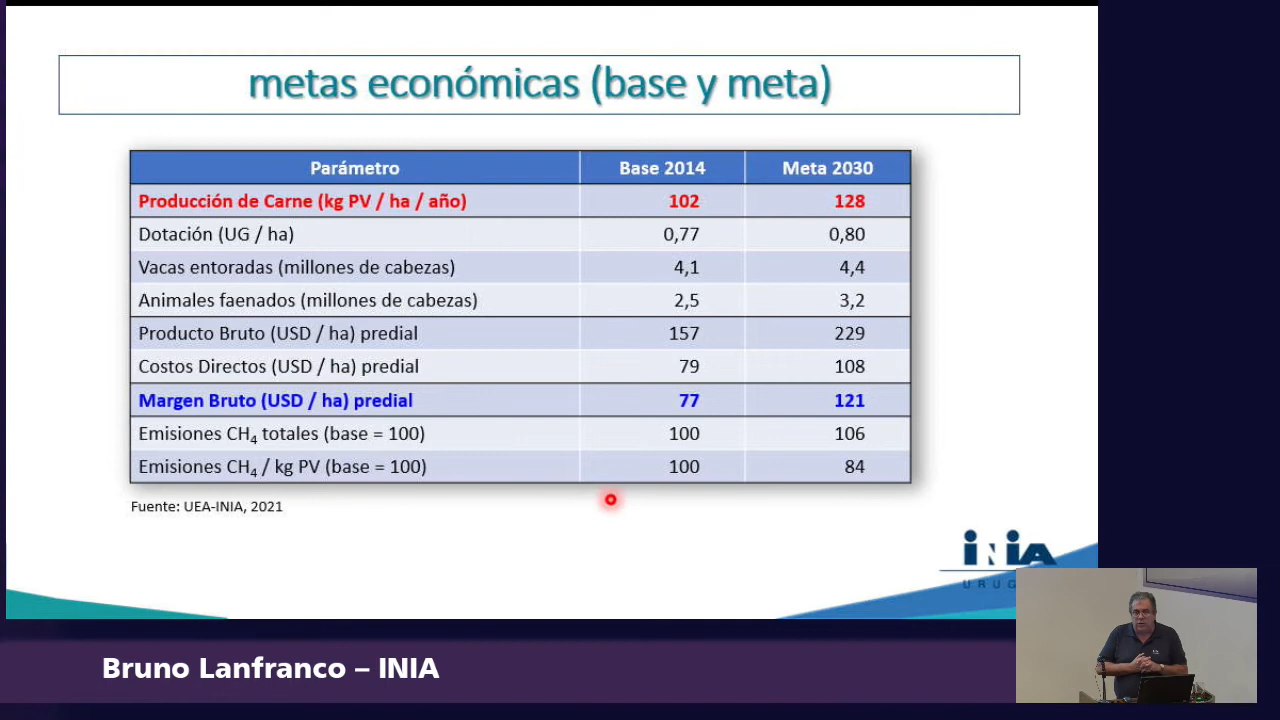 metas económicas (base y meta)
Parámetro Base 2014 Meta 2030
Producción de Carne (kg PV / ha / año) 102 128
Dotación (UG / ha) 0,77 0,80
Vacas entoradas (millones de cabezas) 4,1 4,4
Animales faenados (millones de cabezas) 2,5 3,2
Producto Bruto (USD / ha) predial 157 229
Costos Directos (USD / ha) predial 79 108
Margen Bruto (USD / ha) predial 77 121
Emisiones CH₄ totales (base = 100) 100 106
Emisiones CH₄ / kg PV (base = 100) 100 84
Fuente: UEA-INIA, 2021
INIA
URUG
Bruno Lanfranco – INIA